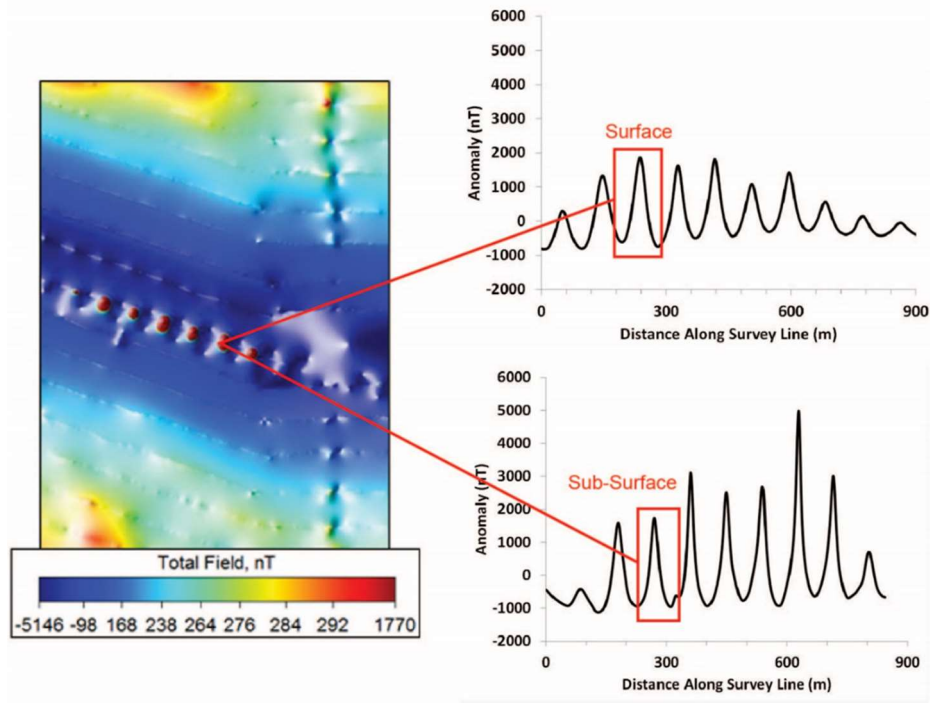 Total Field, nT
-5146 -98 168 238 264 276 284 292 1770
Anomaly (nT)
6000
5000
4000
3000
2000
1000
0
-1000
-2000
Surface
0 300 600 900
Distance Along Survey Line (m)
Anomaly (nT)
6000
5000
4000
3000
2000
1000
0
-1000
-2000
Sub-Surface
0 300 600 900
Distance Along Survey Line (m)